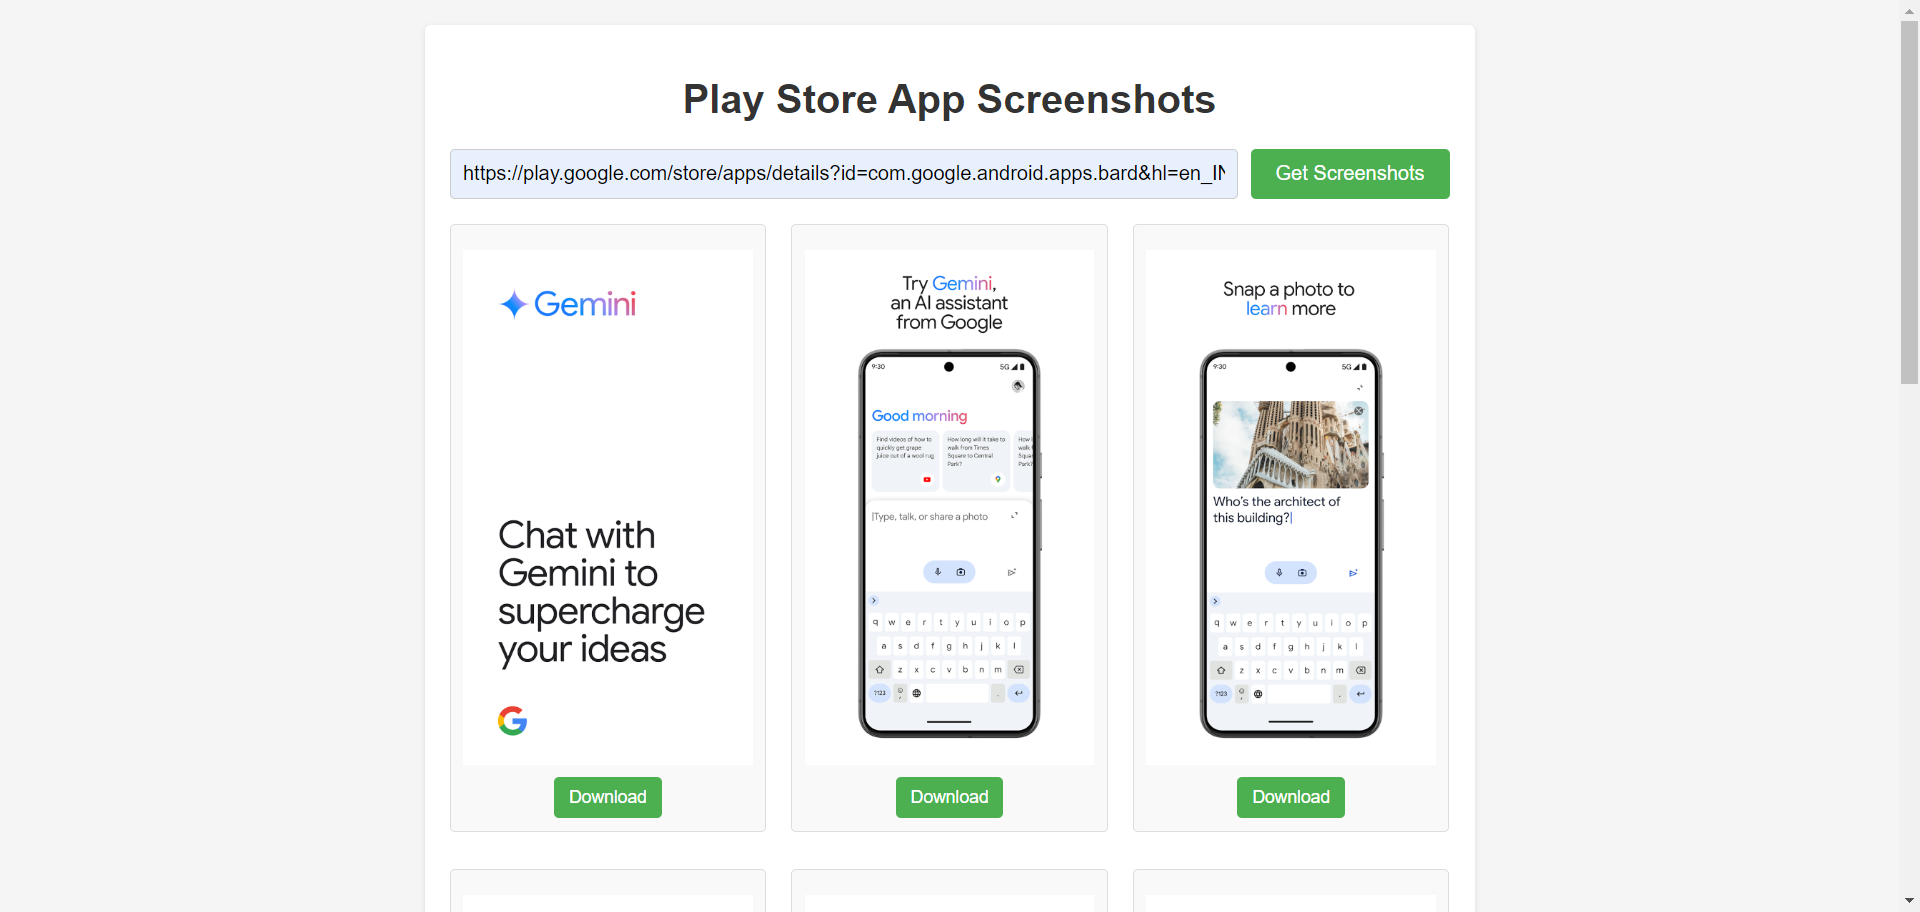 Play Store App Screenshots
https://play.google.com/store/apps/details?id=com.google.android.apps.bard&hl=en_IN
Get Screenshots
Gemini
Chat with
Gemini to
supercharge
your ideas
G
Download
Try Gemini,
an AI assistant
from Google
9:30
5G
Good morning
Find videos of how to
quickly get grape
juice out of a wool rug
How long will it take to
walk from Times
Square to Central
Park?
How l
walk f
Squar
Park?
Type, talk, or share a photo
q w e r t y u i o p
a s d f g h j k l
z x c v b n m
?123 , .
Download
Snap a photo to
learn more
9:30
5G
Who's the architect of
this building?
q w e r t y u i o p
a s d f g h j k l
z x c v b n m
?123 , .
Download